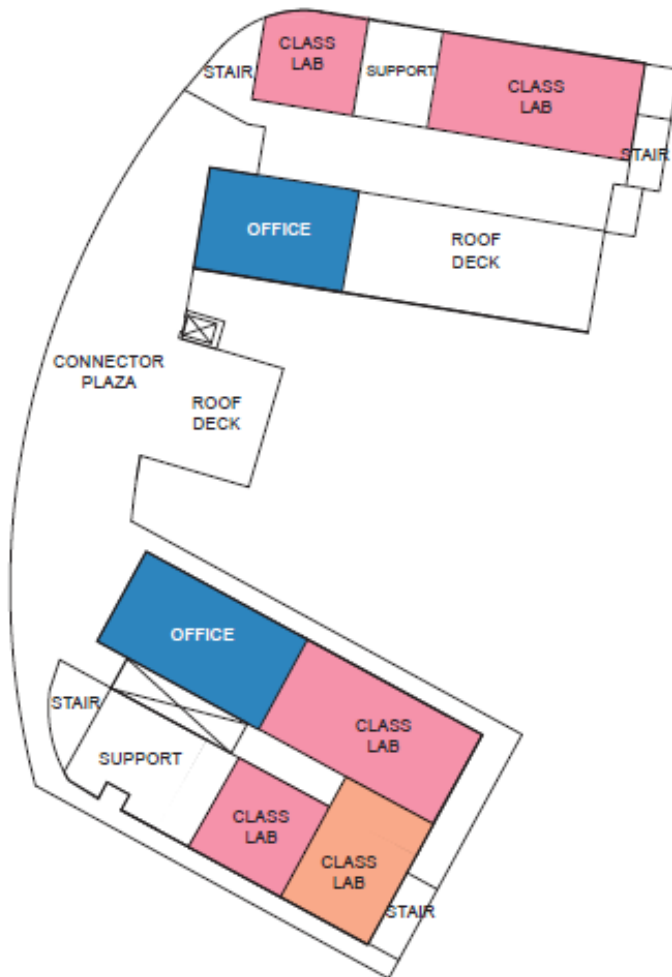 CLASS
LAB
STAIR
SUPPORT
CLASS
LAB
STAIR
OFFICE
ROOF
DECK
CONNECTOR
PLAZA
ROOF
DECK
OFFICE
STAIR
CLASS
LAB
SUPPORT
CLASS
LAB
CLASS
LAB
STAIR